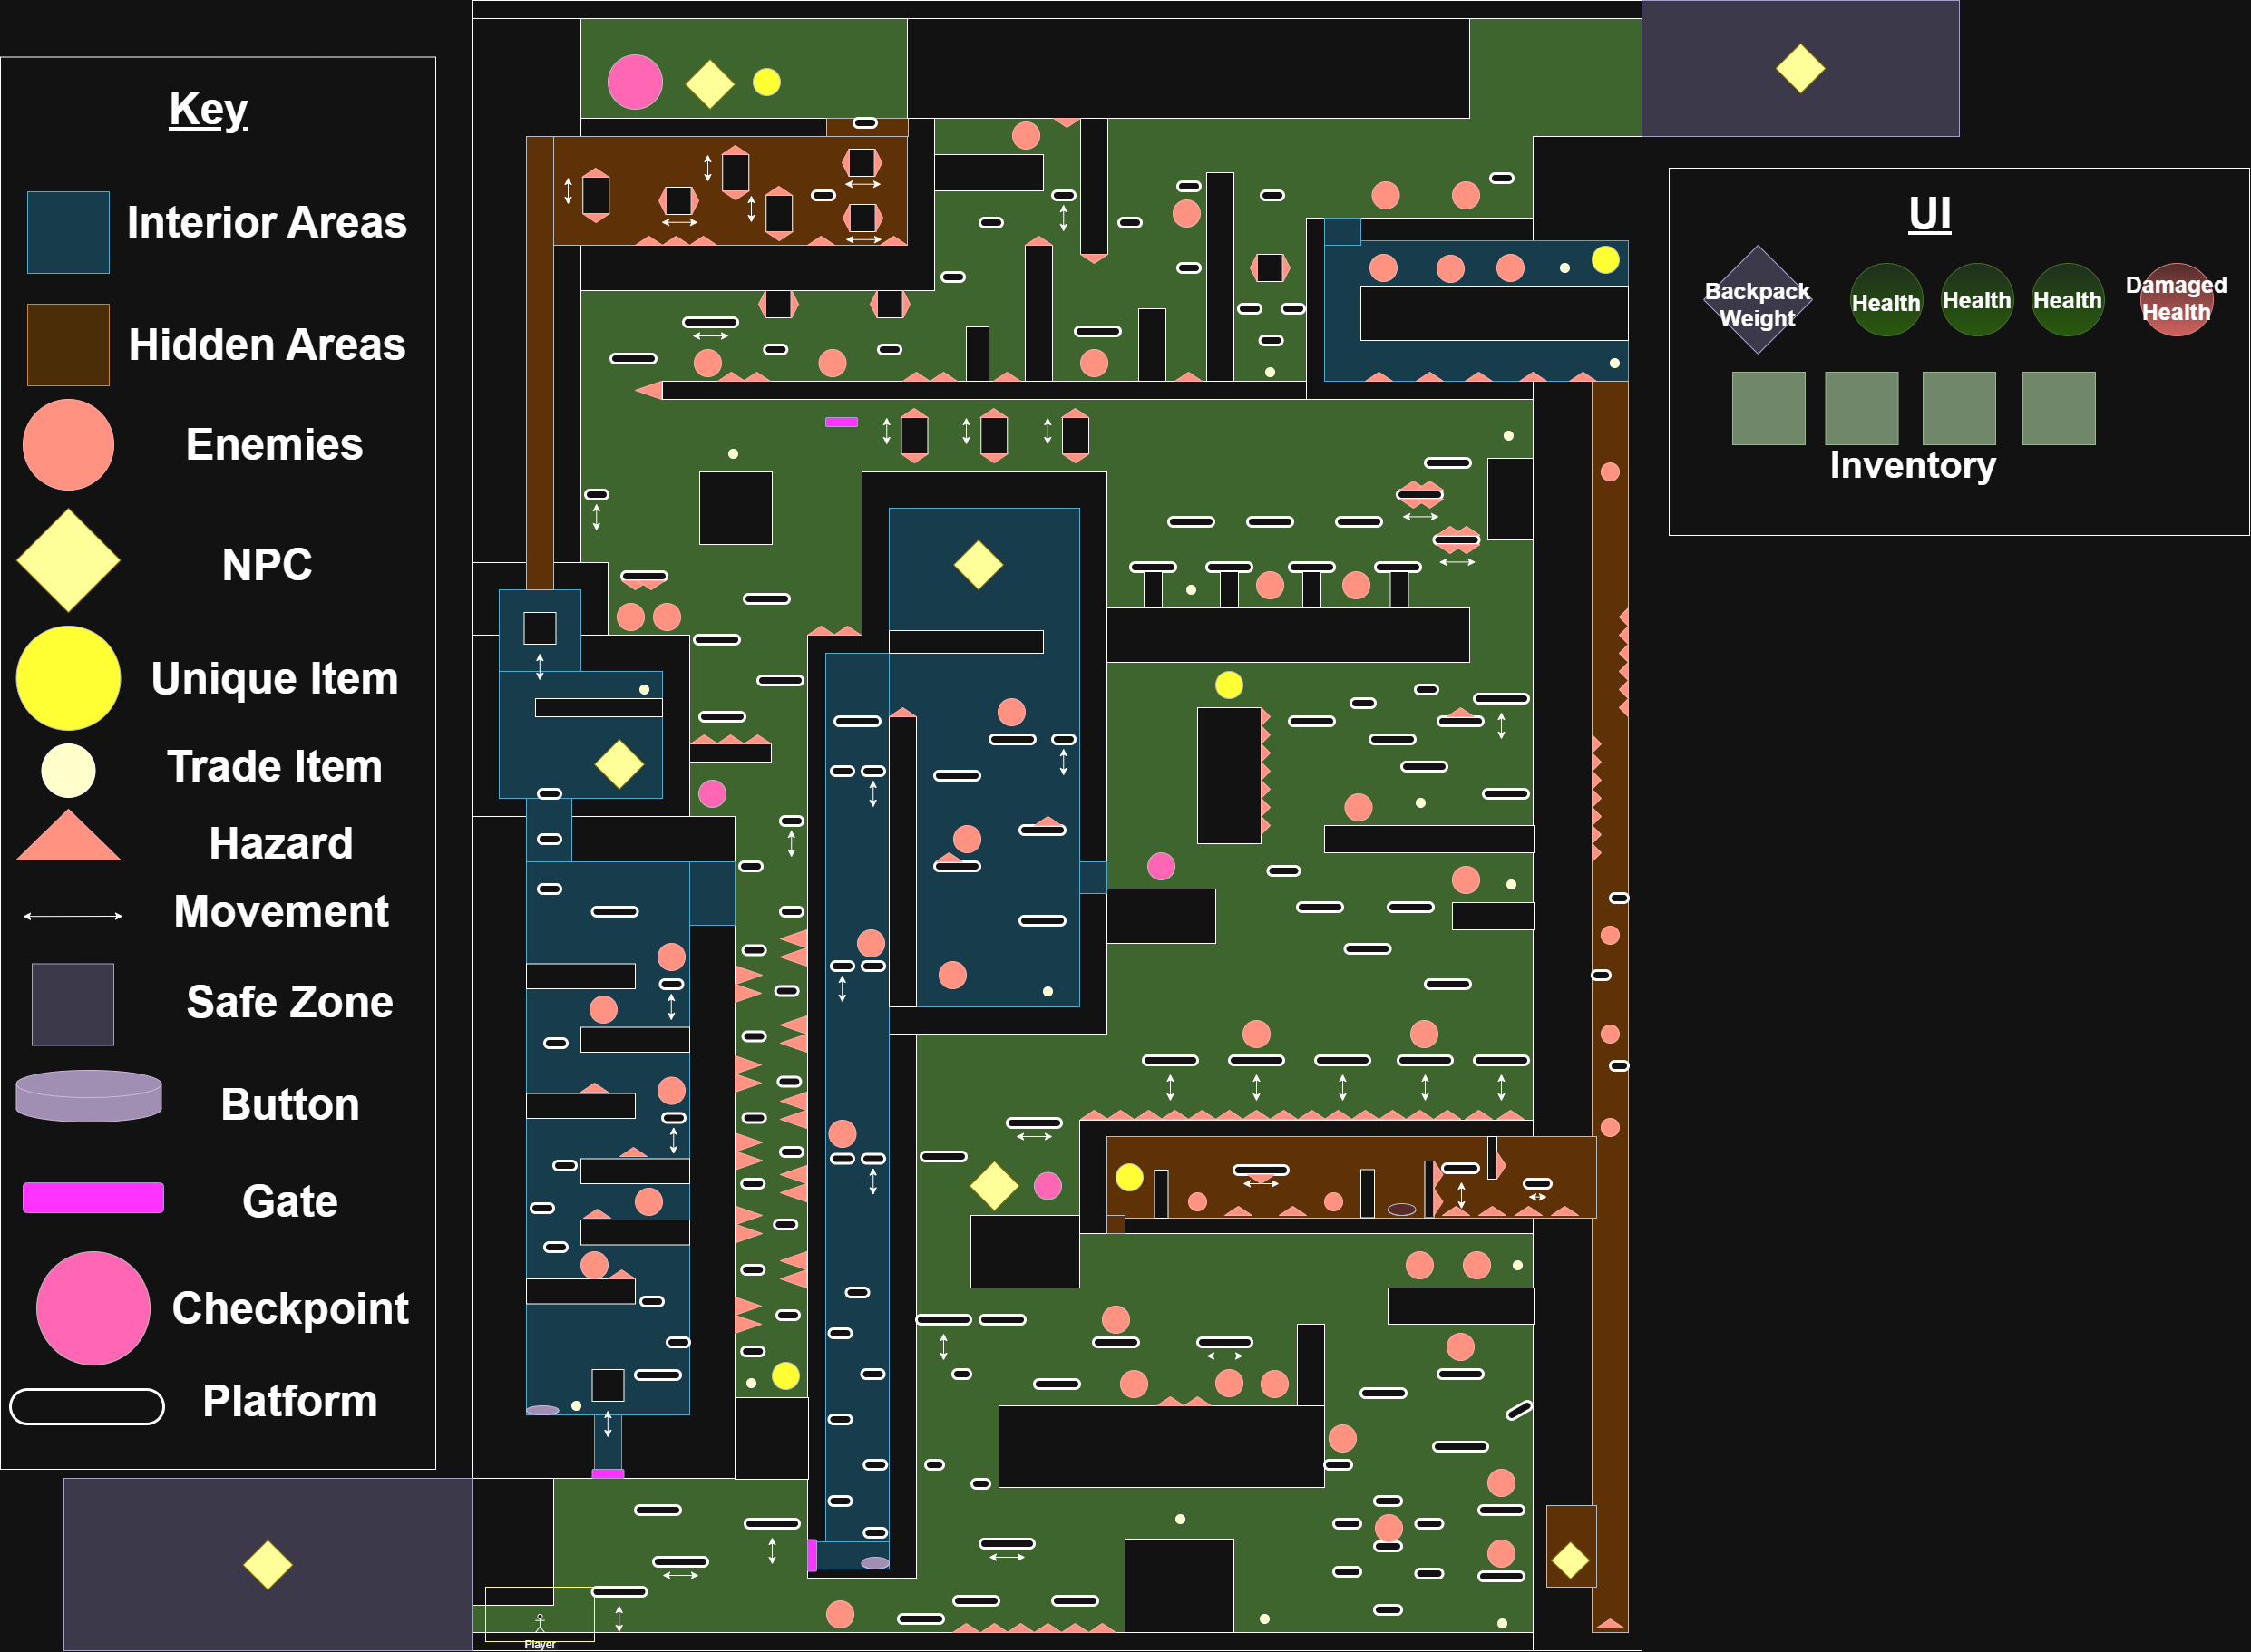 Key
Interior Areas
Hidden Areas
Enemies
NPC
Unique Item
Trade Item
Hazard
Movement
Safe Zone
Button
Gate
Checkpoint
Platform
Player
UI
Backpack
Weight
Health
Health
Health
Damaged
Health
Inventory